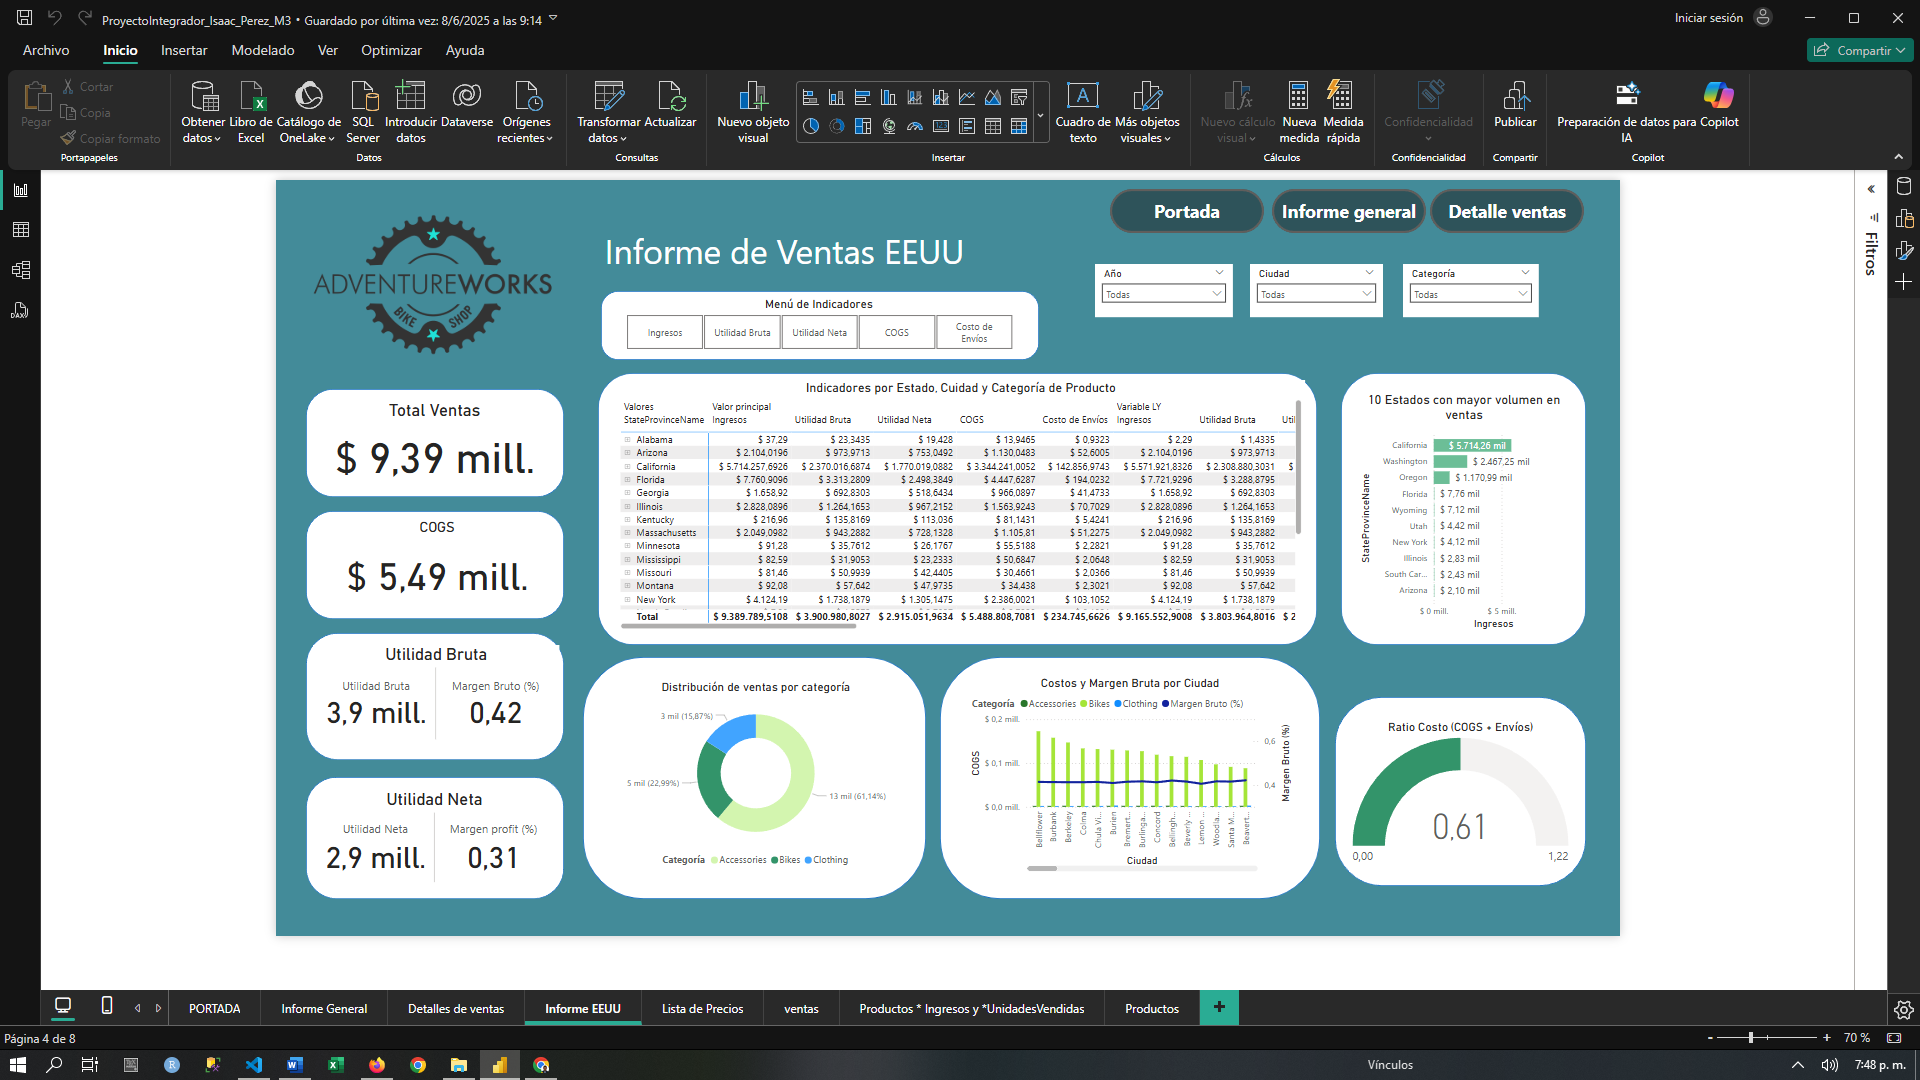 ProyectoIntegrador_Isaac_Perez_M3 • Guardado por última vez: 8/6/2025 a las 9:14
Iniciar sesión
Archivo Inicio Insertar Modelado Ver Optimizar Ayuda
Compartir
Pegar
Cortar
Copia
Copiar formato
Portapapeles
Obtener datos
Libro de Excel
Catálogo de OneLake
SQL Server
Introducir datos
Dataverse
Orígenes recientes
Datos
Transformar datos
Actualizar
Consultas
Nuevo objeto visual
Cuadro de texto
Más objetos visuales
Insertar
Nuevo cálculo visual
Nueva medida
Medida rápida
Cálculos
Confidencialidad
Confidencialidad
Publicar
Compartir
Preparación de datos para IA
Copilot
Copilot
Filtros
ADVENTUREWORKS
BIKE SHOP
Informe de Ventas EEUU
Portada
Informe general
Detalle ventas
Año
Todas
Ciudad
Todas
Categoría
Todas
Menú de Indicadores
Ingresos
Utilidad Bruta
Utilidad Neta
COGS
Costo de Envíos
Total Ventas
$ 9,39 mill.
COGS
$ 5,49 mill.
Utilidad Bruta
Utilidad Bruta Margen Bruto (%)
3,9 mill. 0,42
Utilidad Neta
Utilidad Neta Margen profit (%)
2,9 mill. 0,31
Indicadores por Estado, Cuidad y Categoría de Producto
Valores Valor principal Variable LY
StateProvinceName Ingresos Utilidad Bruta Utilidad Neta COGS Costo de Envíos Ingresos Utilidad Bruta Util
Alabama $ 37,29 $ 23,3435 $ 19,428 $ 13,9465 $ 0,9323 $ 2,29 $ 1,4335
Arizona $ 2.104,0196 $ 973,9713 $ 753,0492 $ 1.130,0483 $ 52,6005 $ 2.104,0196 $ 973,9713
California $ 5.714.257,6926 $ 2.370.016,6874 $ 1.770.019,0882 $ 3.344.241,0052 $ 142.856,9743 $ 5.571.921,8326 $ 2.308.880,3031 $
Florida $ 7.760,9096 $ 3.313,2809 $ 2.498,3849 $ 4.447,6287 $ 194,0232 $ 7.721,9296 $ 3.288,8795
Georgia $ 1.658,92 $ 692,8303 $ 518,6434 $ 966,0897 $ 41,4733 $ 1.658,92 $ 692,8303
Illinois $ 2.828,0896 $ 1.264,1653 $ 967,2152 $ 1.563,9243 $ 70,7029 $ 2.828,0896 $ 1.264,1653
Kentucky $ 216,96 $ 135,8169 $ 113,036 $ 81,1431 $ 5,4241 $ 216,96 $ 135,8169
Massachusetts $ 2.049,0982 $ 943,2882 $ 728,1328 $ 1.105,81 $ 51,2275 $ 2.049,0982 $ 943,2882
Minnesota $ 91,28 $ 35,7612 $ 26,1767 $ 55,5188 $ 2,2821 $ 91,28 $ 35,7612
Mississippi $ 82,59 $ 31,9053 $ 23,2333 $ 50,6847 $ 2,0648 $ 82,59 $ 31,9053
Missouri $ 81,46 $ 50,9939 $ 42,4405 $ 30,4661 $ 2,0366 $ 81,46 $ 50,9939
Montana $ 92,08 $ 57,642 $ 47,9735 $ 34,438 $ 2,3021 $ 92,08 $ 57,642
New York $ 4.124,19 $ 1.738,1879 $ 1.305,1475 $ 2.386,0021 $ 103,1052 $ 4.124,19 $ 1.738,1879
Total $ 9.389.789,5108 $ 3.900.980,8027 $ 2.915.051,9634 $ 5.488.808,7081 $ 234.745,6626 $ 9.165.552,9008 $ 3.803.964,8016 $ 2
10 Estados con mayor volumen en ventas
StateProvinceName
California $ 5.714,26 mil
Washington $ 2.467,25 mil
Oregon $ 1.170,99 mil
Florida $ 7,76 mil
Wyoming $ 7,12 mil
Utah $ 4,42 mil
New York $ 4,12 mil
Illinois $ 2,83 mil
South Car... $ 2,43 mil
Arizona $ 2,10 mil
$ 0 mill. $ 5 mill.
Ingresos
Distribución de ventas por categoría
3 mil (15,87%)
5 mil (22,99%)
13 mil (61,14%)
Categoría Accessories Bikes Clothing
Costos y Margen Bruta por Ciudad
Categoría Accessories Bikes Clothing Margen Bruto (%)
COGS
$ 0,2 mill.
$ 0,1 mill.
$ 0,0 mill.
0,6
0,4
Margen Bruto (%)
Bellflower
Burbank
Berkeley
Colma
Chula Vi...
Burien
Bremert...
Burlinga...
Concord
Bellingh...
Beverly ...
Lemon ...
Woodla...
Santa M...
Beavert...
Ciudad
Ratio Costo (COGS + Envíos)
0,61
0,00 1,22
PORTADA
Informe General
Detalles de ventas
Informe EEUU
Lista de Precios
ventas
Productos * Ingresos y *UnidadesVendidas
Productos
+
Página 4 de 8
- + 70 %
Vínculos
7:48 p. m.